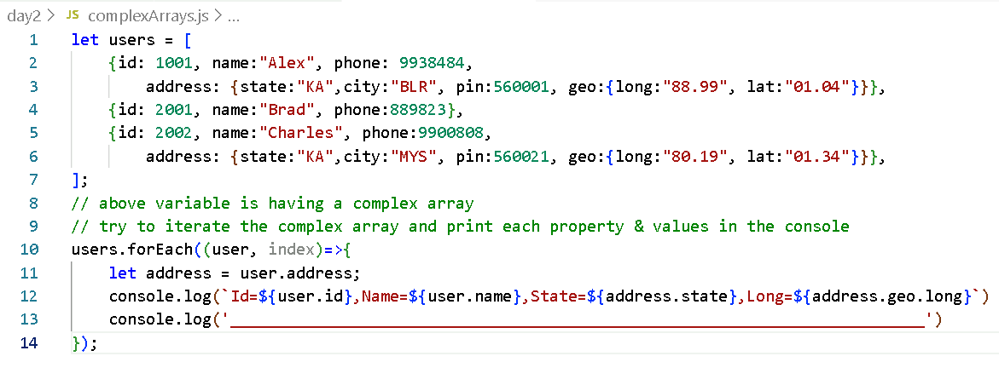 day2 > JS complexArrays.js > ...
1 let users = [
2 {id: 1001, name:"Alex", phone: 9938484,
3 address: {state:"KA",city:"BLR", pin:560001, geo:{long:"88.99", lat:"01.04"}}},
4 {id: 2001, name:"Brad", phone:889823},
5 {id: 2002, name:"Charles", phone:9900808,
6 address: {state:"KA",city:"MYS", pin:560021, geo:{long:"80.19", lat:"01.34"}}},
7 ];
8 // above variable is having a complex array
9 // try to iterate the complex array and print each property & values in the console
10 users.forEach((user, index)=>{
11 let address = user.address;
12 console.log(`Id=${user.id},Name=${user.name},State=${address.state},Long=${address.geo.long}`)
13 console.log('__________________________________________________________________________')
14 });